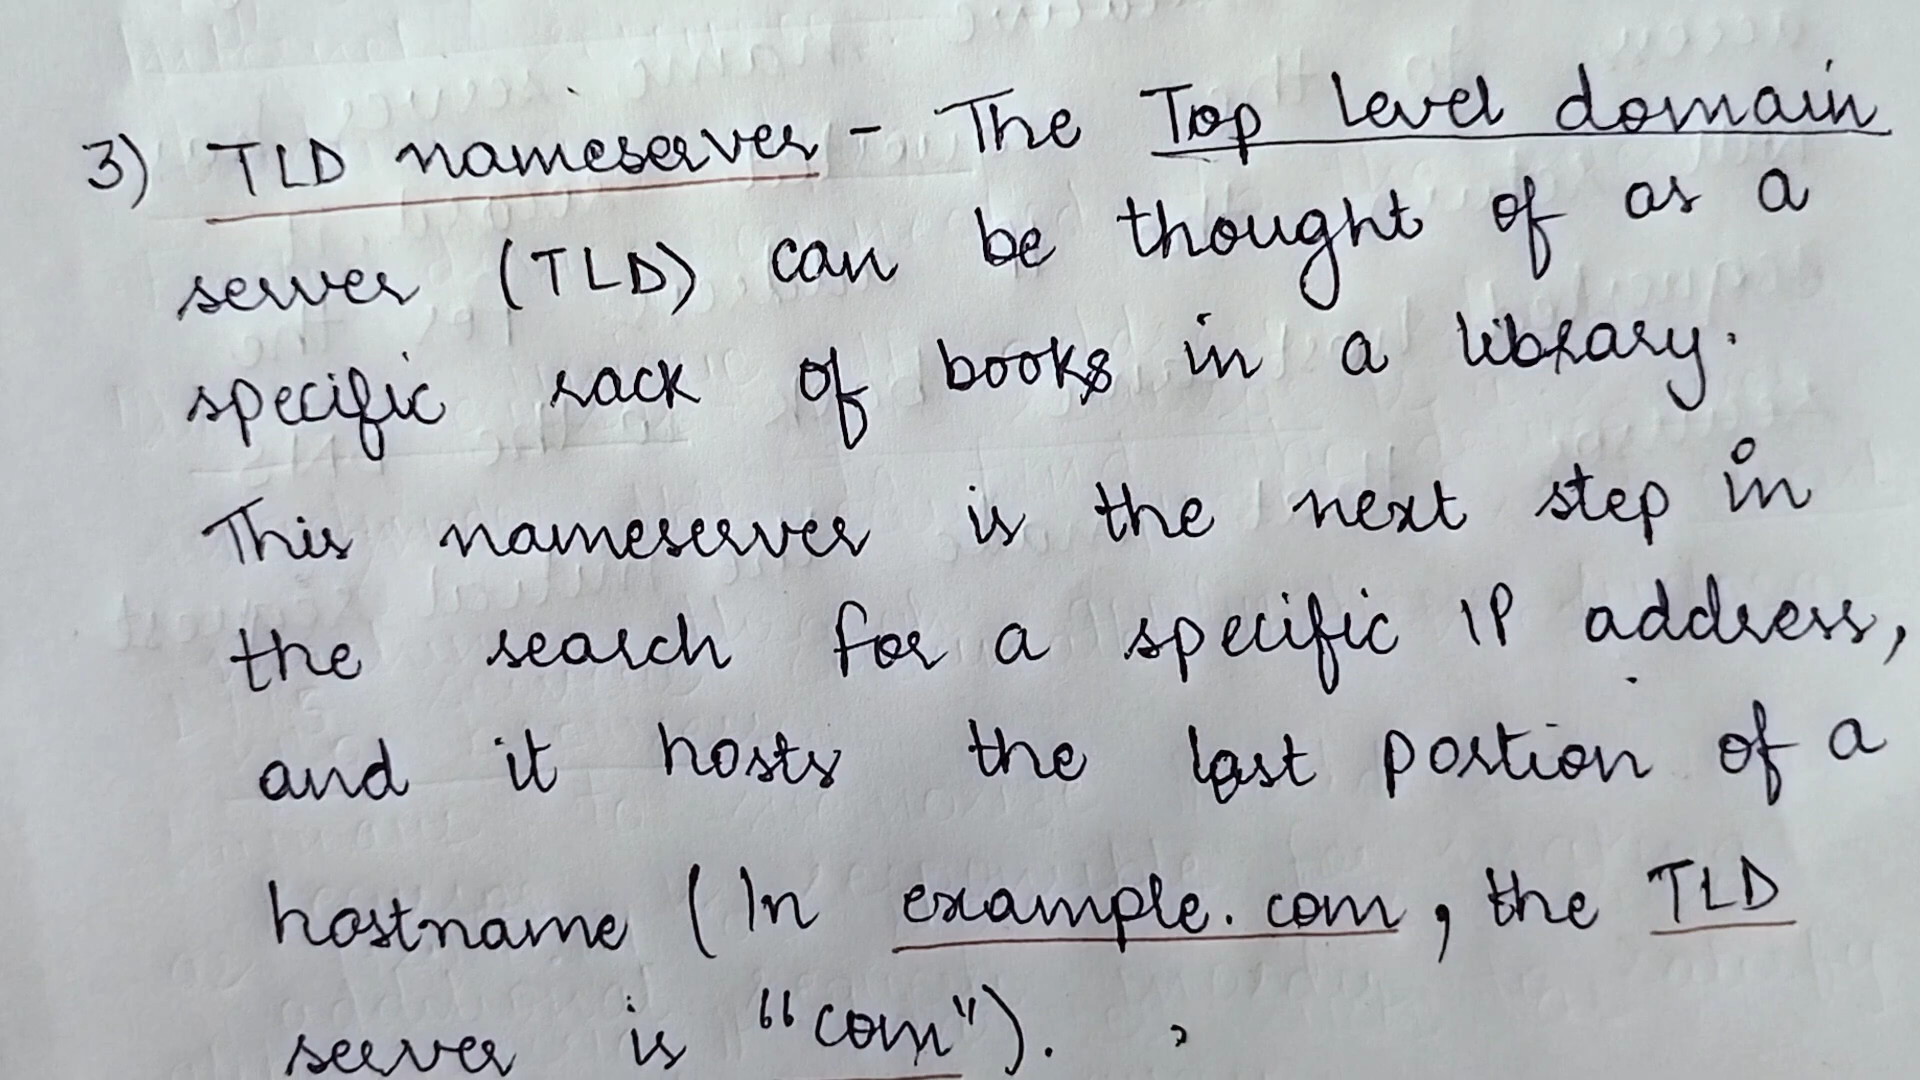 3) TLD nameserver - The Top level domain
server (TLD) can be thought of as a
specific rack of books in a library.
This nameserver is the next step in
the search for a specific IP address,
and it hosts the last portion of a
hostname (In example.com, the TLD
server is "com").